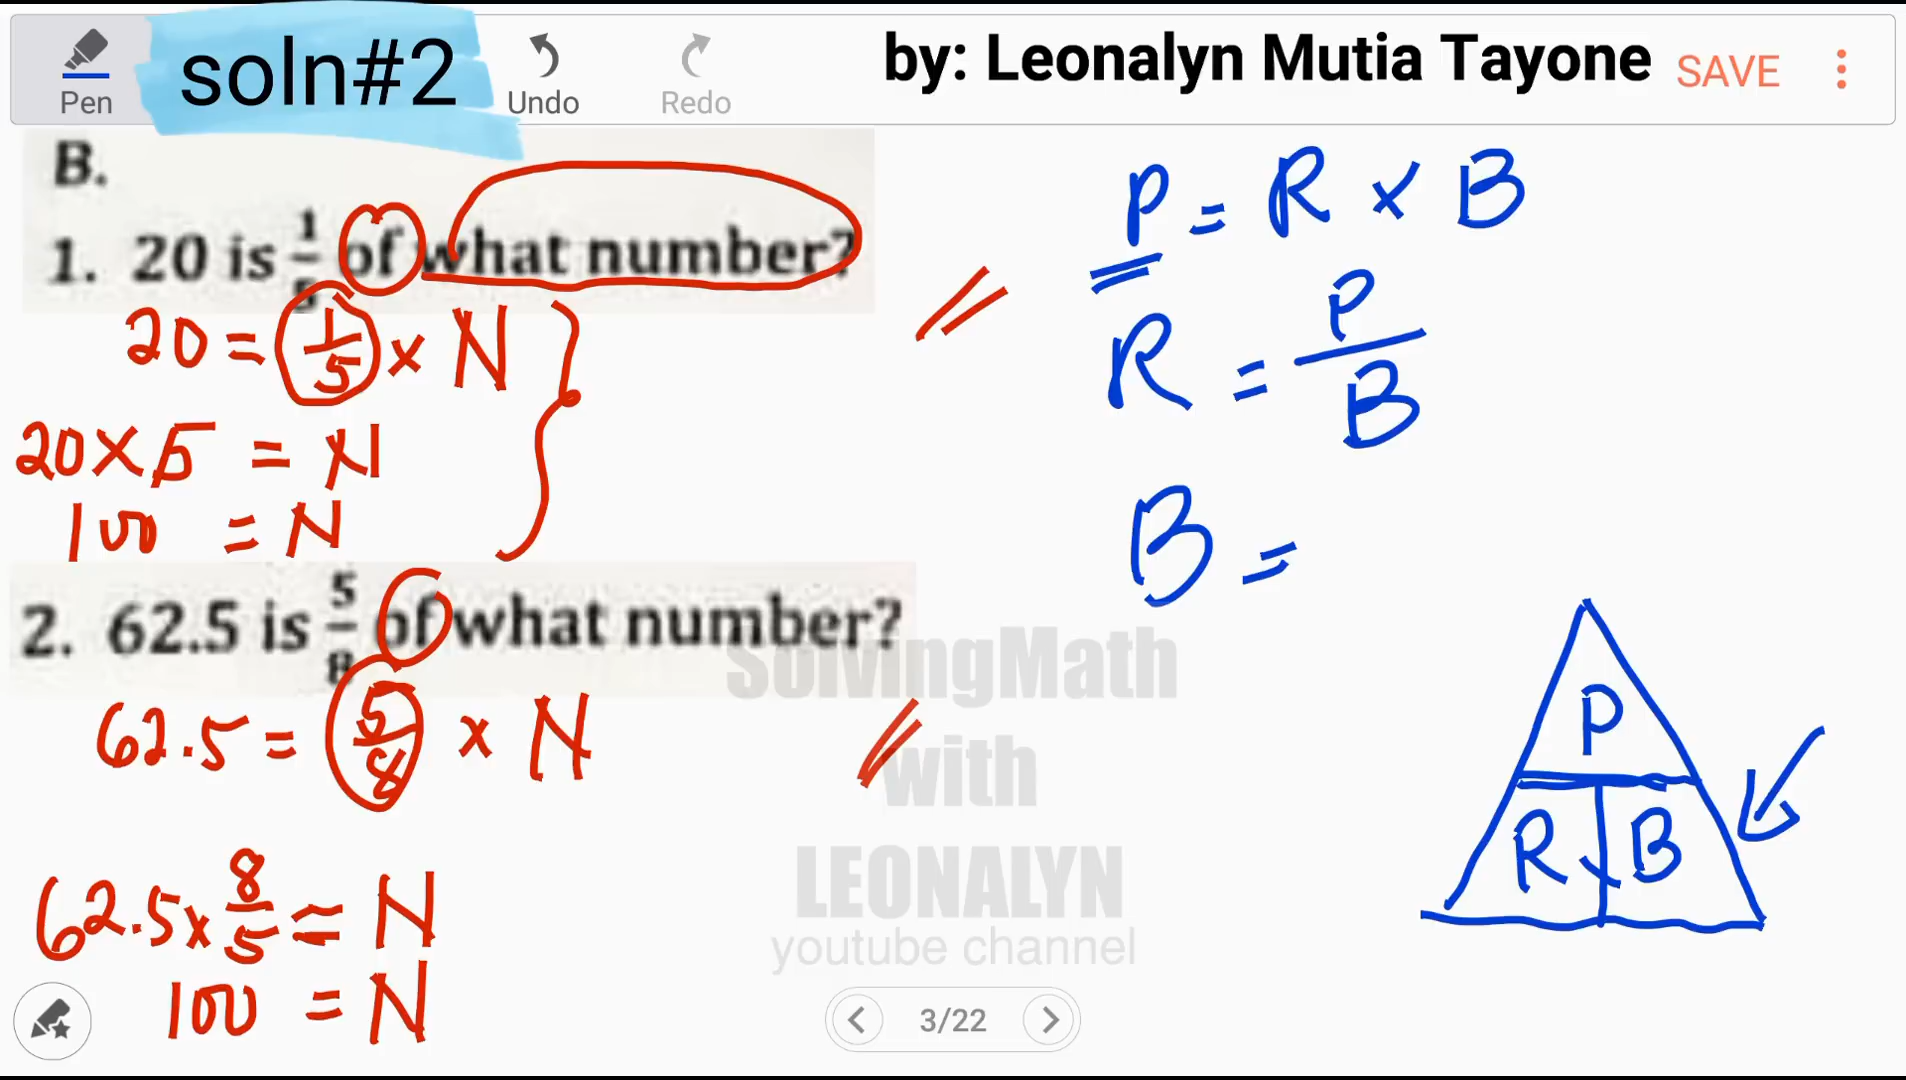 Pen
soln#2
Undo
Redo
by: Leonalyn Mutia Tayone
SAVE
B.
1. 20 is 1/5 of what number?
20 = 1/5 × N
20 × 5 = N
100 = N
2. 62.5 is 5/8 of what number?
62.5 = 5/8 × N
62.5 × 8/5 = N
100 = N
P = R × B
R = P/B
B =
P
R × B
SolvingMath
with
LEONALYN
youtube channel
3/22